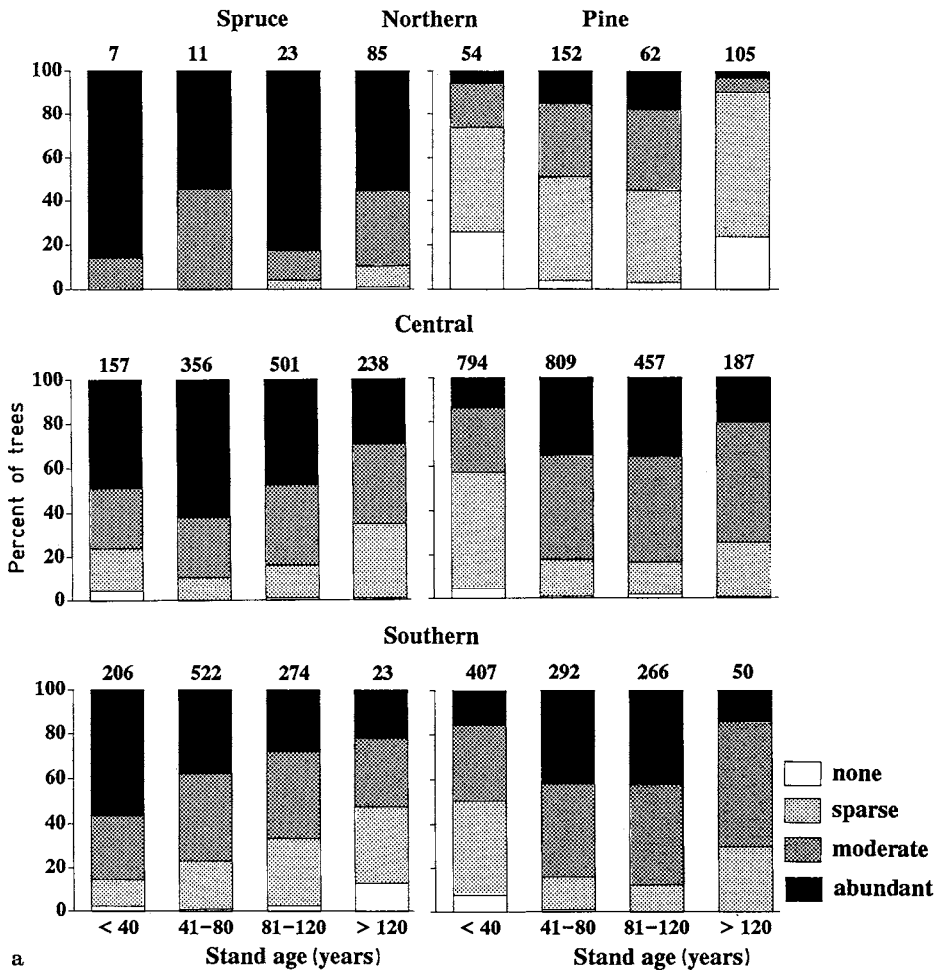 Spruce Northern Pine
7 11 23 85 54 152 62 105
100
80
60
40
20
0
Central
157 356 501 238 794 809 457 187
100
80
60
40
20
0
Percent of trees
Southern
206 522 274 23 407 292 266 50
100
80
60
40
20
0
none
sparse
moderate
abundant
< 40 41-80 81-120 > 120 < 40 41-80 81-120 > 120
a Stand age (years) Stand age (years)